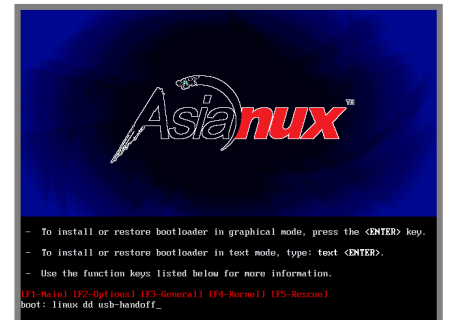 Asianux™
- To install or restore bootloader in graphical mode, press the <ENTER> key.
- To install or restore bootloader in text mode, type: text <ENTER>.
- Use the function keys listed below for more information.
[F1-Main] [F2-Options] [F3-General] [F4-Kernel] [F5-Rescue]
boot: linux dd usb-handoff_